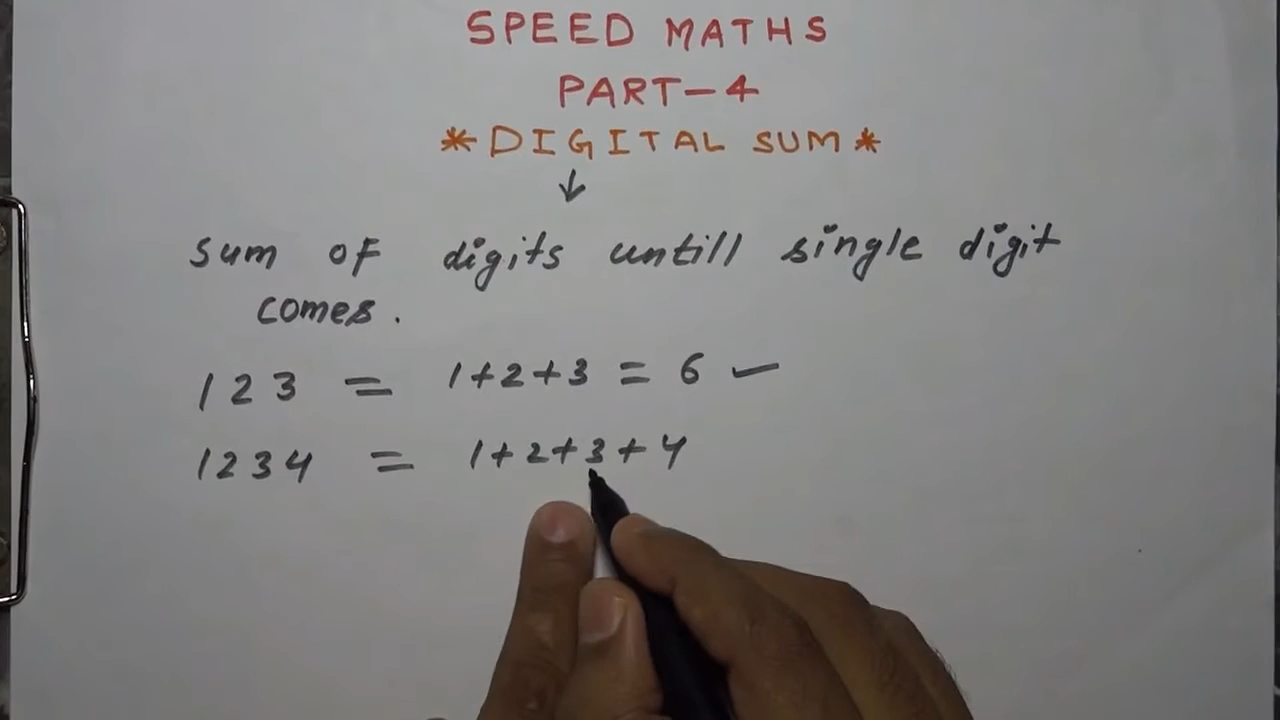 SPEED MATHS
PART-4
*DIGITAL SUM*
↓
sum of digits untill single digit
comes.
123 = 1+2+3 = 6 –
1234 = 1+2+3+4